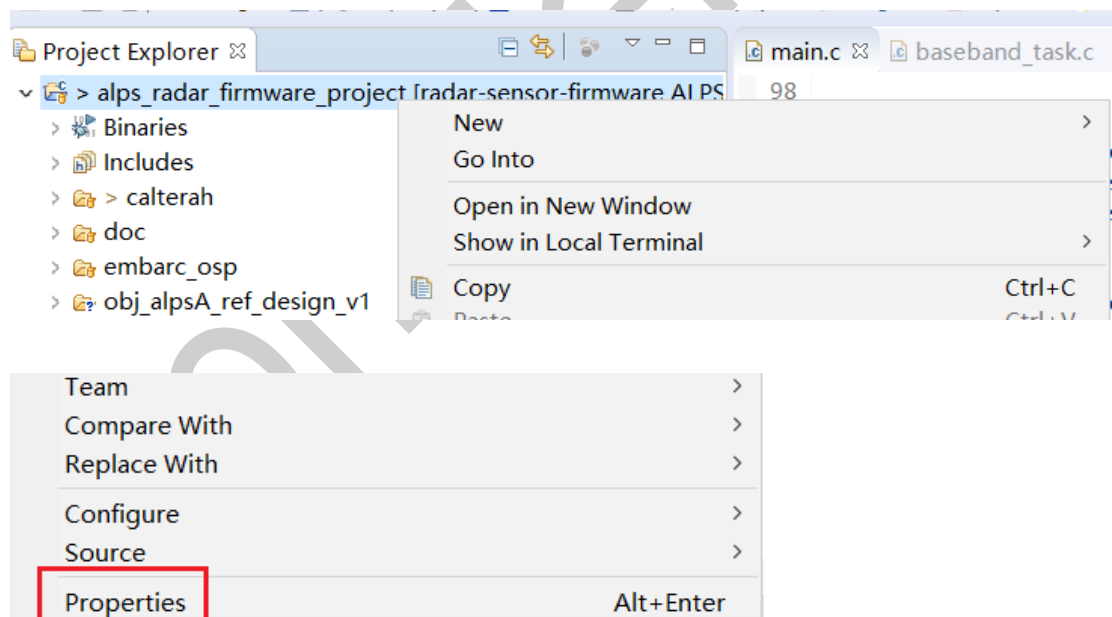 Project Explorer
main.c
baseband_task.c
> alps_radar_firmware_project [radar-sensor-firmware ALPS
98
Binaries
Includes
> calterah
doc
embarc_osp
obj_alpsA_ref_design_v1
New
Go Into
Open in New Window
Show in Local Terminal
Copy Ctrl+C
Paste Ctrl+V
Team
Compare With
Replace With
Configure
Source
Properties Alt+Enter